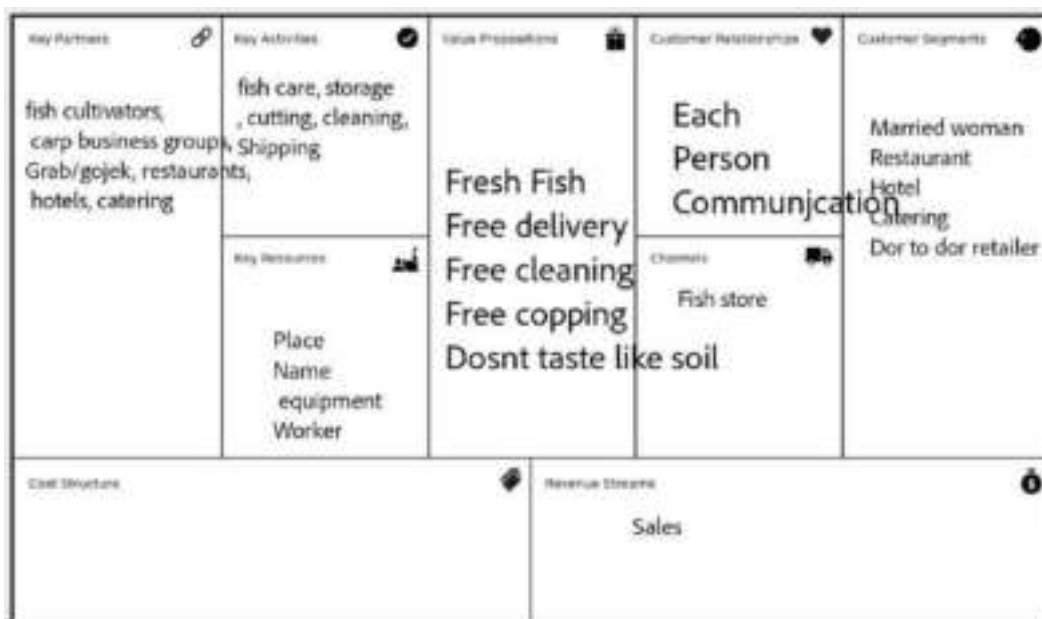 Key Partners
fish cultivators,
carp business groups,
Grab/gojek, restaurants,
hotels, catering
Key Activities
fish care, storage
, cutting, cleaning,
Shipping
Key Resources
Place
Name
equipment
Worker
Value Propositions
Fresh Fish
Free delivery
Free cleaning
Free copping
Dosnt taste like soil
Customer Relationships
Each
Person
Communjcation
Channels
Fish store
Customer Segments
Married woman
Restaurant
Hotel
Catering
Dor to dor retailer
Cost Structure
Revenue Streams
Sales